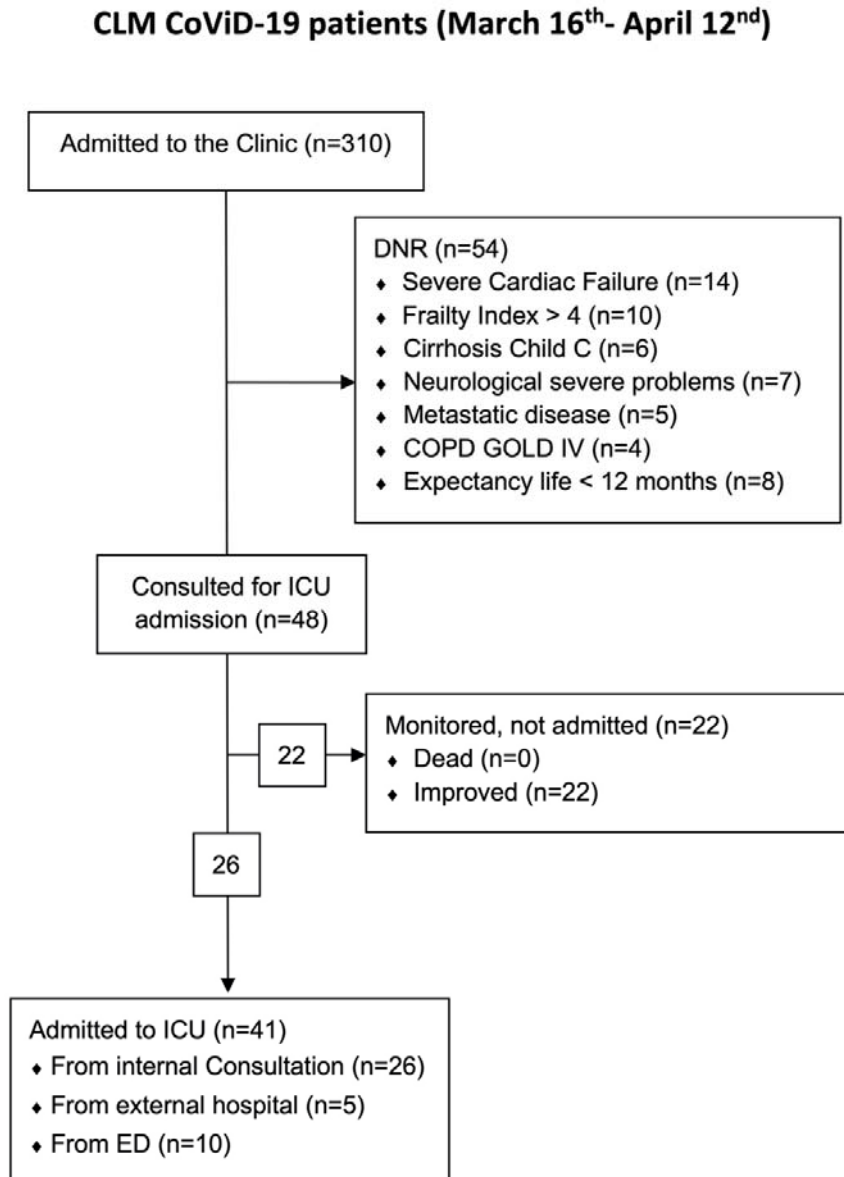 CLM CoViD-19 patients (March 16th- April 12nd)
Admitted to the Clinic (n=310)
DNR (n=54)
♦ Severe Cardiac Failure (n=14)
♦ Frailty Index > 4 (n=10)
♦ Cirrhosis Child C (n=6)
♦ Neurological severe problems (n=7)
♦ Metastatic disease (n=5)
♦ COPD GOLD IV (n=4)
♦ Expectancy life < 12 months (n=8)
Consulted for ICU
admission (n=48)
Monitored, not admitted (n=22)
♦ Dead (n=0)
♦ Improved (n=22)
22
26
Admitted to ICU (n=41)
♦ From internal Consultation (n=26)
♦ From external hospital (n=5)
♦ From ED (n=10)